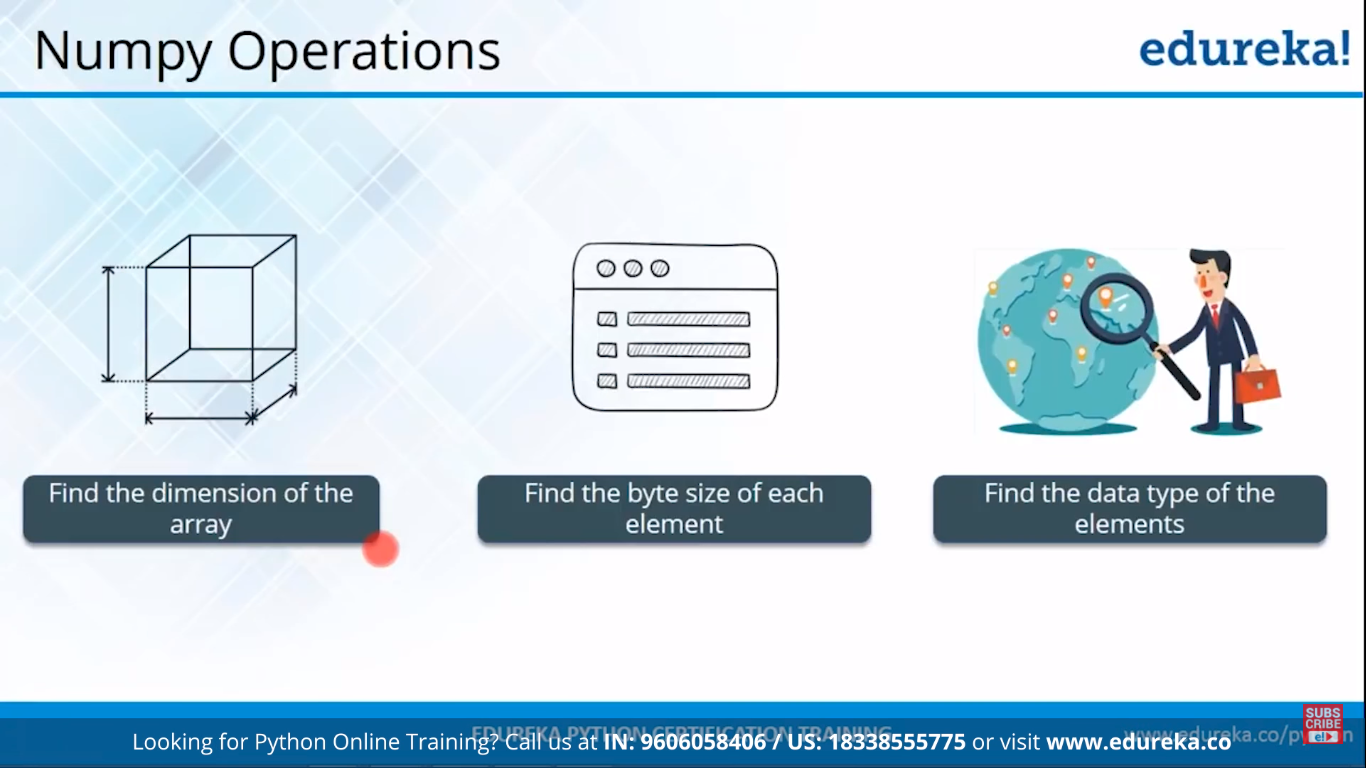 Numpy Operations
edureka!
Find the dimension of the
array
Find the byte size of each
element
Find the data type of the
elements
EDUREKA PYTHON CERTIFICATION TRAINING
www.edureka.co/
Looking for Python Online Training? Call us at IN: 9606058406 / US: 18338555775 or visit www.edureka.co
SUBS
CRIBE
e!